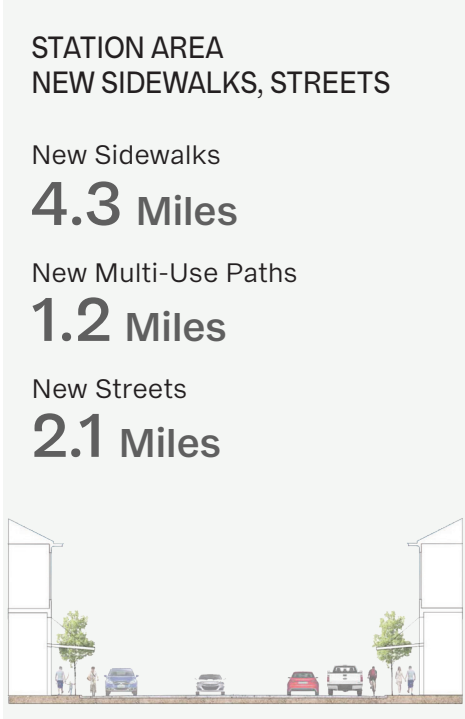 STATION AREA
NEW SIDEWALKS, STREETS
New Sidewalks
4.3 Miles
New Multi-Use Paths
1.2 Miles
New Streets
2.1 Miles